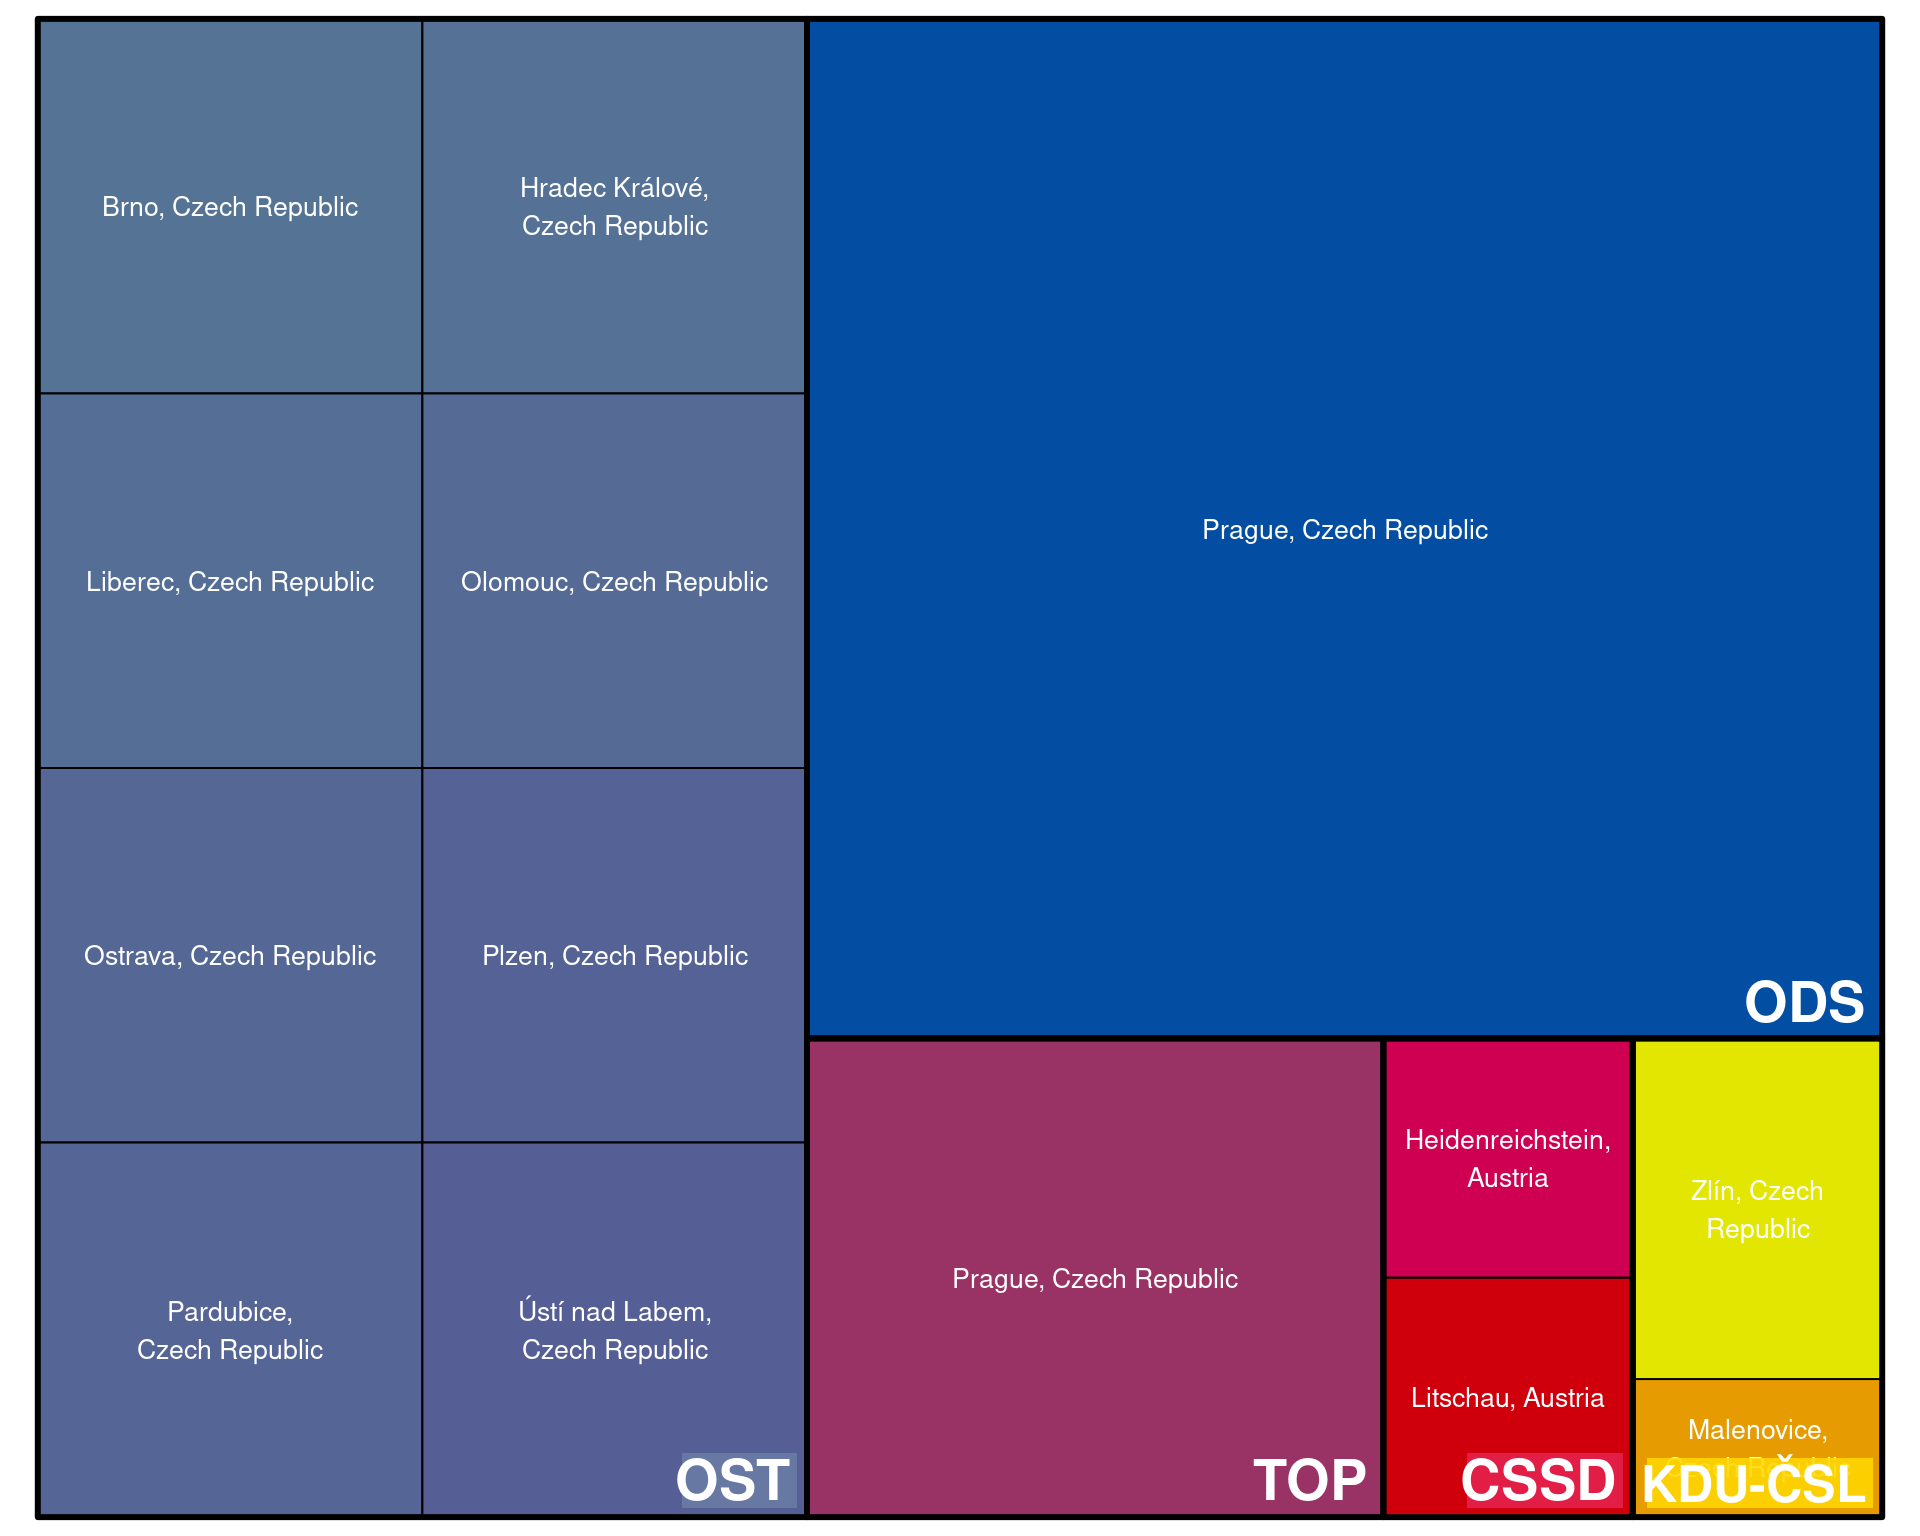 Brno, Czech Republic
Hradec Králové,
Czech Republic
Liberec, Czech Republic
Olomouc, Czech Republic
Ostrava, Czech Republic
Plzen, Czech Republic
Pardubice,
Czech Republic
Ústí nad Labem,
Czech Republic
OST
Prague, Czech Republic
ODS
Prague, Czech Republic
TOP
Heidenreichstein,
Austria
Litschau, Austria
CSSD
Zlín, Czech
Republic
Malenovice,
Czech Republic
KDU-ČSL